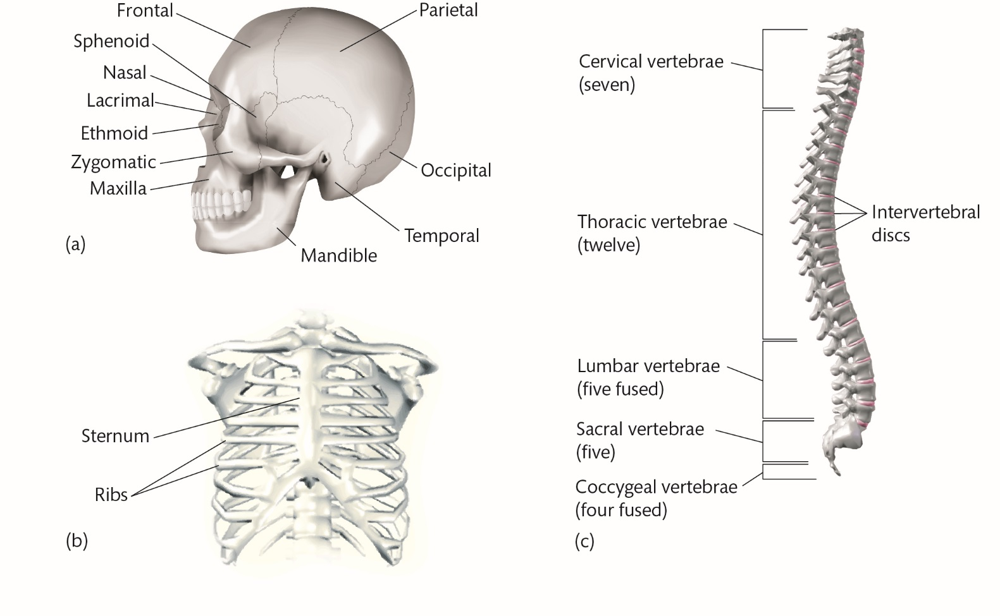 Frontal
Parietal
Sphenoid
Nasal
Lacrimal
Ethmoid
Zygomatic
Maxilla
Occipital
Temporal
Mandible
(a)
Sternum
Ribs
(b)
Cervical vertebrae
(seven)
Thoracic vertebrae
(twelve)
Intervertebral
discs
Lumbar vertebrae
(five fused)
Sacral vertebrae
(five)
Coccygeal vertebrae
(four fused)
(c)